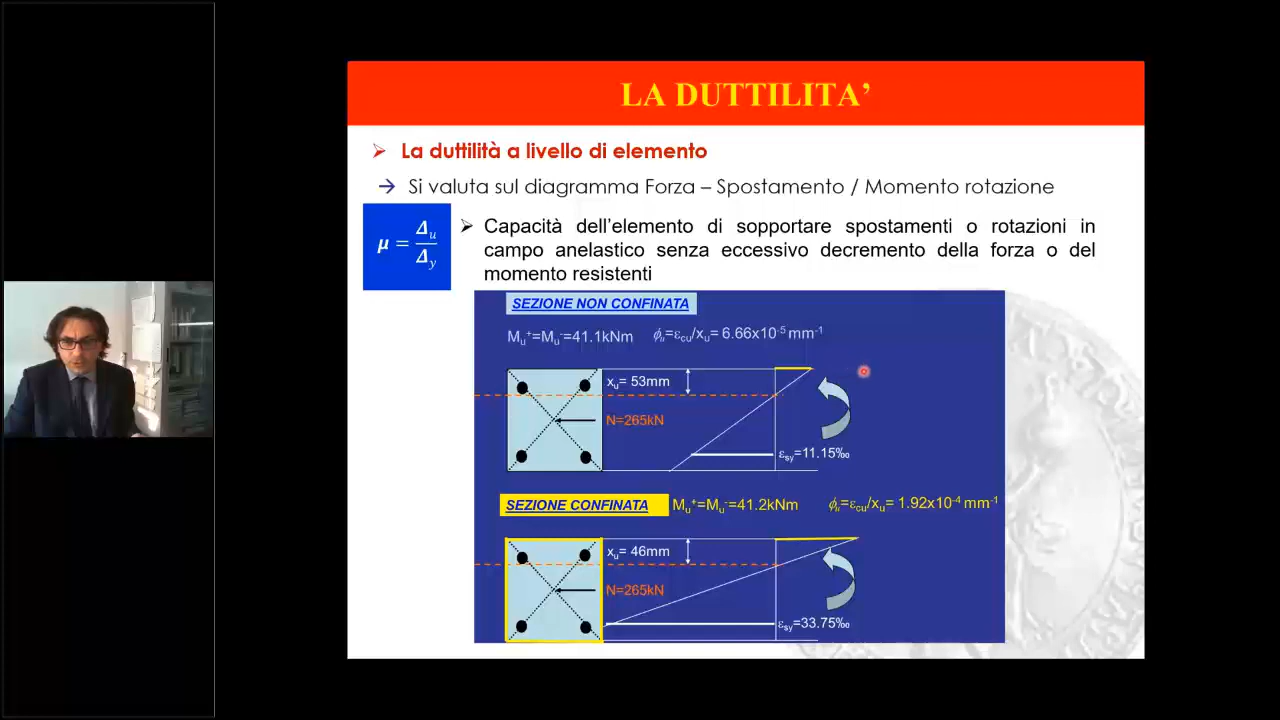 LA DUTTILITA’
La duttilità a livello di elemento
Si valuta sul diagramma Forza – Spostamento / Momento rotazione
μ = Δu/Δy
Capacità dell’elemento di sopportare spostamenti o rotazioni in
campo anelastico senza eccessivo decremento della forza o del
momento resistenti
SEZIONE NON CONFINATA
Mu+=Mu-=41.1kNm ϕu=εcu/xu= 6.66x10-5 mm-1
xu= 53mm
N=265kN
εsy=11.15‰
SEZIONE CONFINATA Mu+=Mu-=41.2kNm ϕu=εcu/xu= 1.92x10-4 mm-1
xu= 46mm
N=265kN
εsy=33.75‰